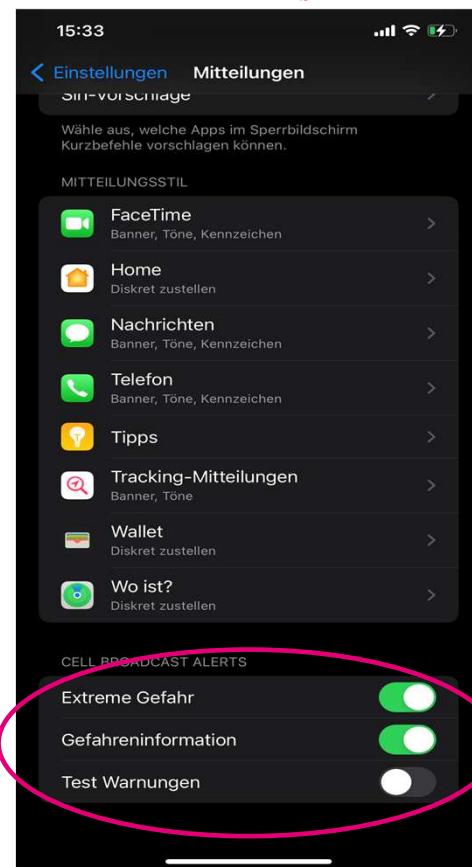 15:33
Einstellungen Mitteilungen
Siri-Vorschläge
Wähle aus, welche Apps im Sperrbildschirm
Kurzbefehle vorschlagen können.
MITTEILUNGSSTIL
FaceTime
Banner, Töne, Kennzeichen
Home
Diskret zustellen
Nachrichten
Banner, Töne, Kennzeichen
Telefon
Banner, Töne, Kennzeichen
Tipps
Tracking-Mitteilungen
Banner, Töne
Wallet
Diskret zustellen
Wo ist?
Diskret zustellen
CELL BROADCAST ALERTS
Extreme Gefahr
Gefahreninformation
Test Warnungen